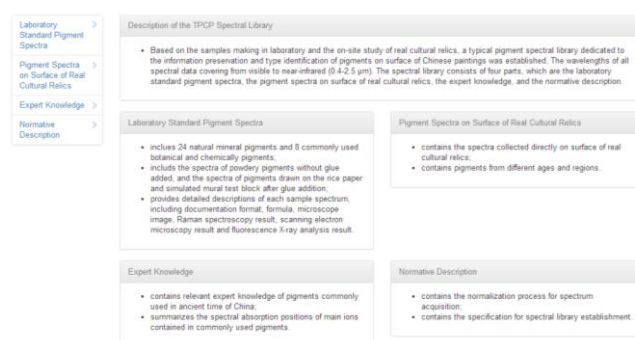 Laboratory
Standard Pigment
Spectra
Pigment Spectra
on Surface of Real
Cultural Relics
Expert Knowledge
Normative
Description
Description of the TPCP Spectral Library
Based on the samples making in laboratory and the on-site study of real cultural relics, a typical pigment spectral library dedicated to
the information preservation and type identification of pigments on surface of Chinese paintings was established. The wavelengths of all
spectral data covering from visible to near-infrared (0.4-2.5 μm). The spectral library consists of four parts, which are the laboratory
standard pigment spectra, the pigment spectra on surface of real cultural relics, the expert knowledge, and the normative description.
Laboratory Standard Pigment Spectra
inclues 24 natural mineral pigments and 8 commonly used
botanical and chemically pigments;
includs the spectra of powdery pigments without glue
added, and the spectra of pigments drawn on the rice paper
and simulated mural test block after glue addition;
provides detailed descriptions of each sample spectrum,
including documentation format, formula, microscope
image, Raman spectroscopy result, scanning electron
microscopy result and fluorescence X-ray analysis result.
Pigment Spectra on Surface of Real Cultural Relics
contains the spectra collected directly on surface of real
cultural relics;
contains pigments from different ages and regions.
Expert Knowledge
contains relevant expert knowledge of pigments commonly
used in ancient time of China;
summarizes the spectral absorption positions of main ions
contained in commonly used pigments.
Normative Description
contains the normalization process for spectrum
acquisition;
contains the specification for spectral library establishment.